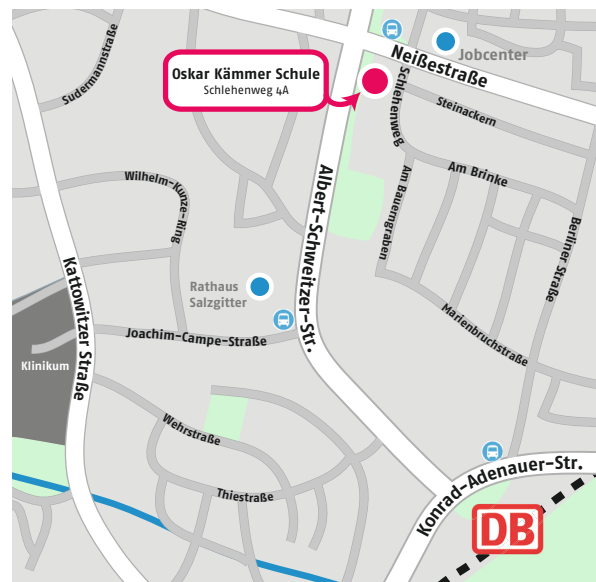 Neißestraße
Jobcenter
Sudermannstraße
Oskar Kämmer Schule
Schlehenweg 4A
Schlehenweg
Steinackern
Am Brinke
Am Bauerngraben
Wilhelm-Kunze-Ring
Albert-Schweitzer-Str.
Berliner Straße
Kattowitzer Straße
Rathaus
Salzgitter
Marienbruchstraße
Joachim-Campe-Straße
Klinikum
Wehrstraße
Thiestraße
Konrad-Adenauer-Str.
DB